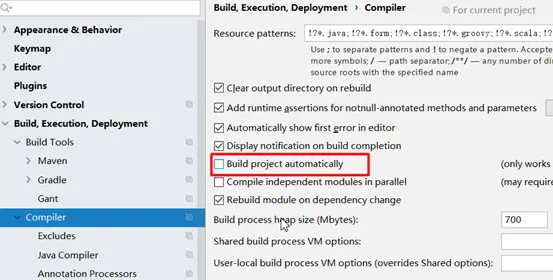 Appearance & Behavior
Keymap
Editor
Plugins
Version Control
Build, Execution, Deployment
Build Tools
Maven
Gradle
Gant
Compiler
Excludes
Java Compiler
Annotation Processors
Build, Execution, Deployment › Compiler
For current project
Resource patterns: !?*.java;!?*.form;!?*.class;!?*.groovy;!?*.scala;!?*
Use ; to separate patterns and ! to negate a pattern. Accepte
more symbols; / — path separator; /**/ — any number of di
source roots with the specified name
Clear output directory on rebuild
Add runtime assertions for notnull-annotated methods and parameters
Automatically show first error in editor
Display notification on build completion
Build project automatically (only works
Compile independent modules in parallel (may require
Rebuild module on dependency change
Build process heap size (Mbytes): 700
Shared build process VM options:
User-local build process VM options (overrides Shared options):